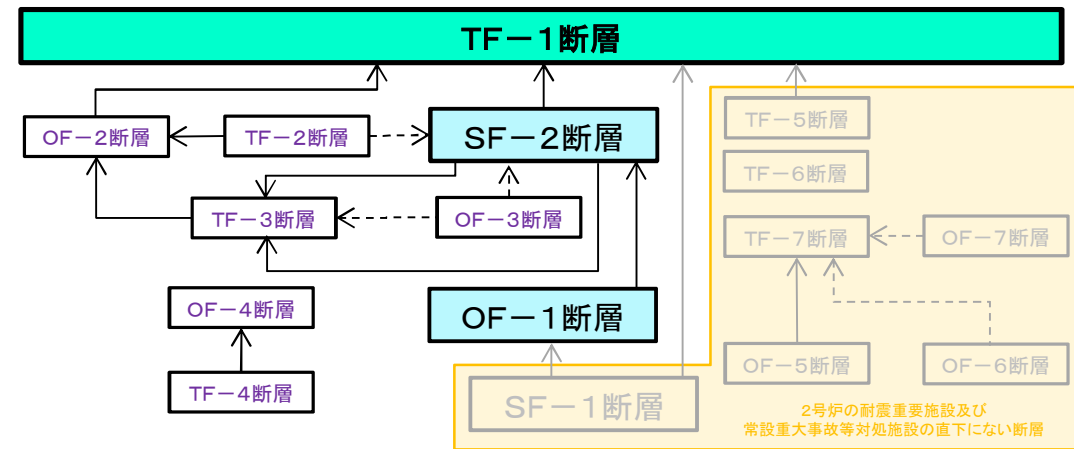 TF－1断層
OF－2断層
TF－2断層
SF－2断層
TF－3断層
OF－3断層
OF－4断層
OF－1断層
TF－4断層
SF－1断層
TF－5断層
TF－6断層
TF－7断層
OF－7断層
OF－5断層
OF－6断層
2号炉の耐震重要施設及び
常設重大事故等対処施設の直下にない断層